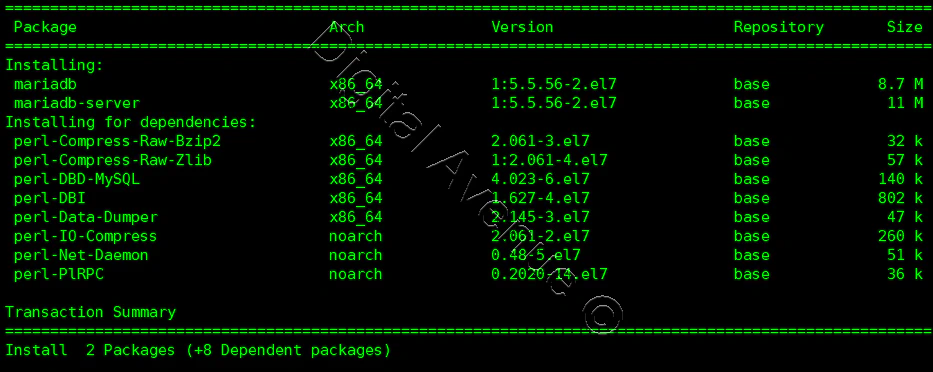 ================================================================================
Package Arch Version Repository Size
================================================================================
Installing:
mariadb x86_64 1:5.5.56-2.el7 base 8.7 M
mariadb-server x86_64 1:5.5.56-2.el7 base 11 M
Installing for dependencies:
perl-Compress-Raw-Bzip2 x86_64 2.061-3.el7 base 32 k
perl-Compress-Raw-Zlib x86_64 1:2.061-4.el7 base 57 k
perl-DBD-MySQL x86_64 4.023-6.el7 base 140 k
perl-DBI x86_64 1.627-4.el7 base 802 k
perl-Data-Dumper x86_64 2.145-3.el7 base 47 k
perl-IO-Compress noarch 2.061-2.el7 base 260 k
perl-Net-Daemon noarch 0.48-5.el7 base 51 k
perl-PlRPC noarch 0.2020-14.el7 base 36 k
Transaction Summary
================================================================================
Install 2 Packages (+8 Dependent packages)
Digital Avenue ©